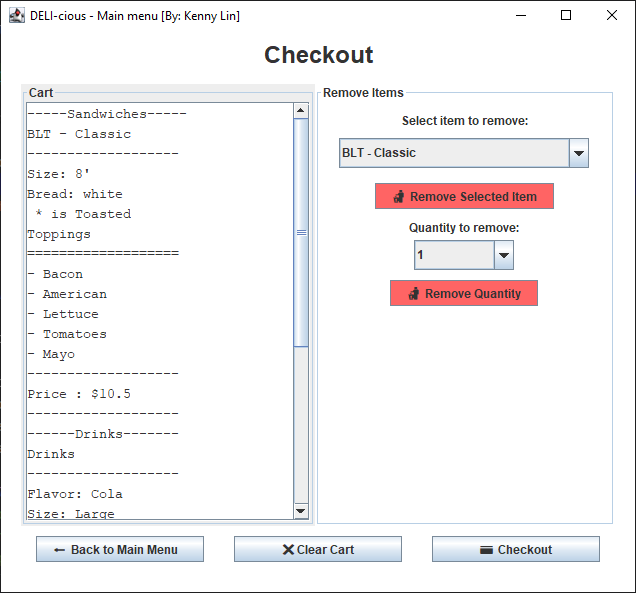 DELI-cious - Main menu [By: Kenny Lin]
Checkout
Cart
-----Sandwiches-----
BLT - Classic
-------------------
Size: 8'
Bread: white
 * is Toasted
Toppings
===================
- Bacon
- American
- Lettuce
- Tomatoes
- Mayo
-------------------
Price : $10.5
-------------------
------Drinks-------
Drinks
-------------------
Flavor: Cola
Size: Large
Remove Items
Select item to remove:
BLT - Classic
Remove Selected Item
Quantity to remove:
1
Remove Quantity
← Back to Main Menu
Clear Cart
Checkout